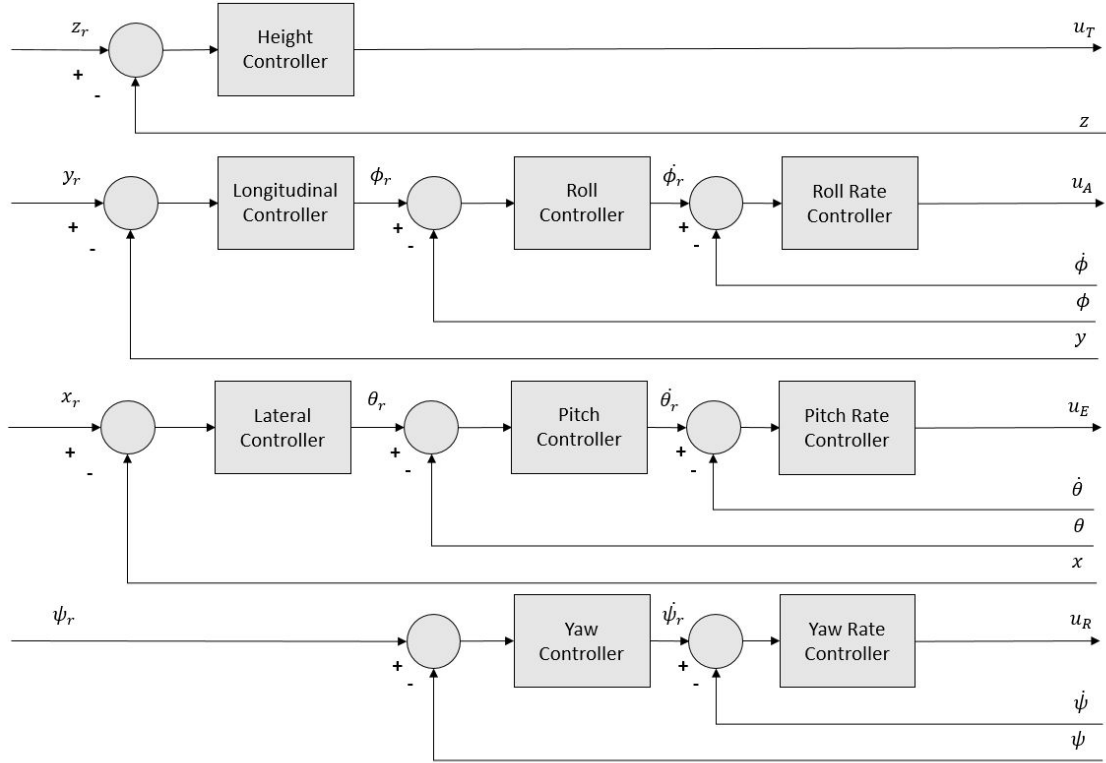 z_r
Height
Controller
u_T
+
-
z
y_r
Longitudinal
Controller
ϕ_r
Roll
Controller
ϕ̇_r
Roll Rate
Controller
u_A
+
-
+
-
+
-
ϕ̇
ϕ
y
x_r
Lateral
Controller
θ_r
Pitch
Controller
θ̇_r
Pitch Rate
Controller
u_E
+
-
+
-
+
-
θ̇
θ
x
ψ_r
Yaw
Controller
ψ̇_r
Yaw Rate
Controller
u_R
+
-
+
-
ψ̇
ψ